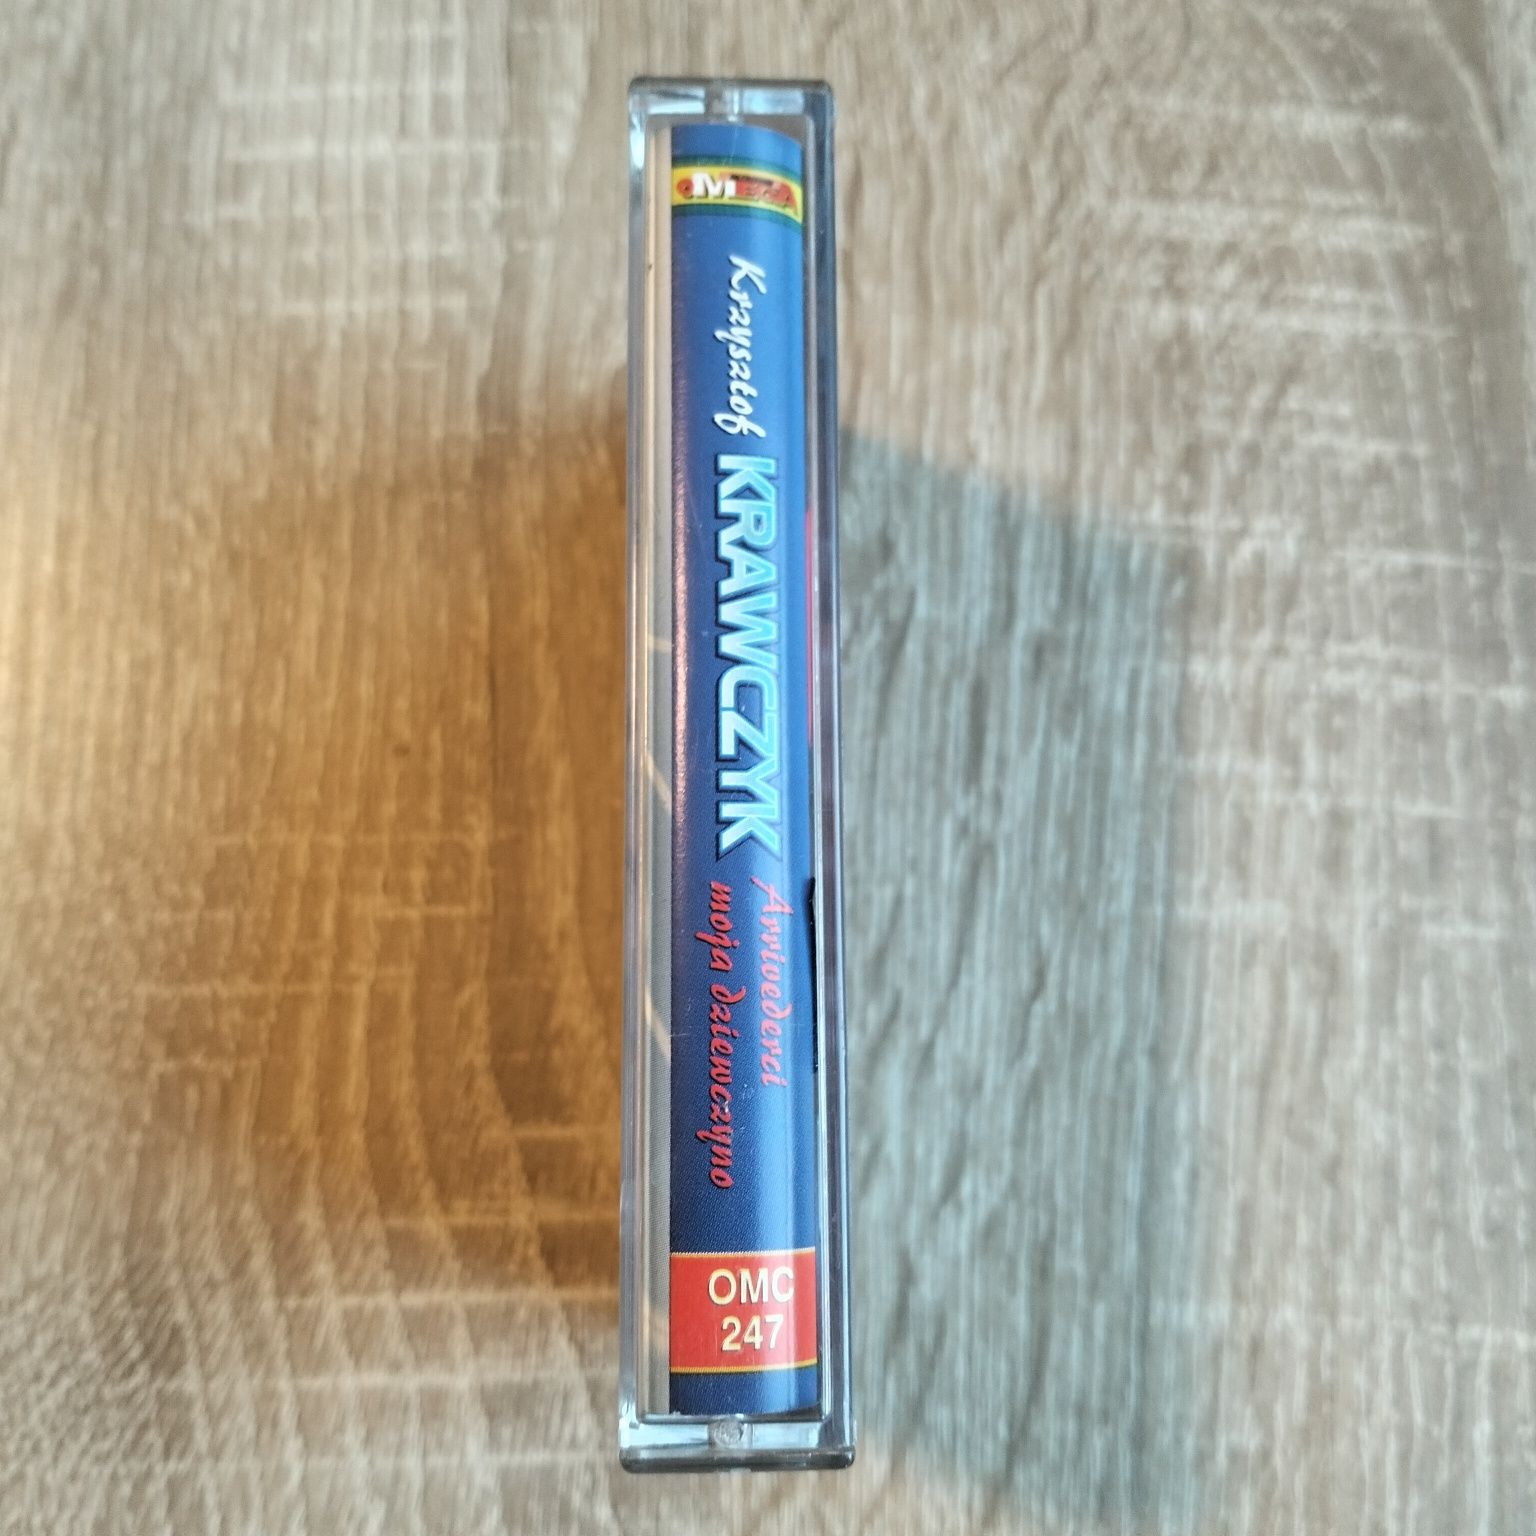 OMEGA
Krzysztof KRAWCZYK
Arrivederci
moja dziewczyno
OMC
247